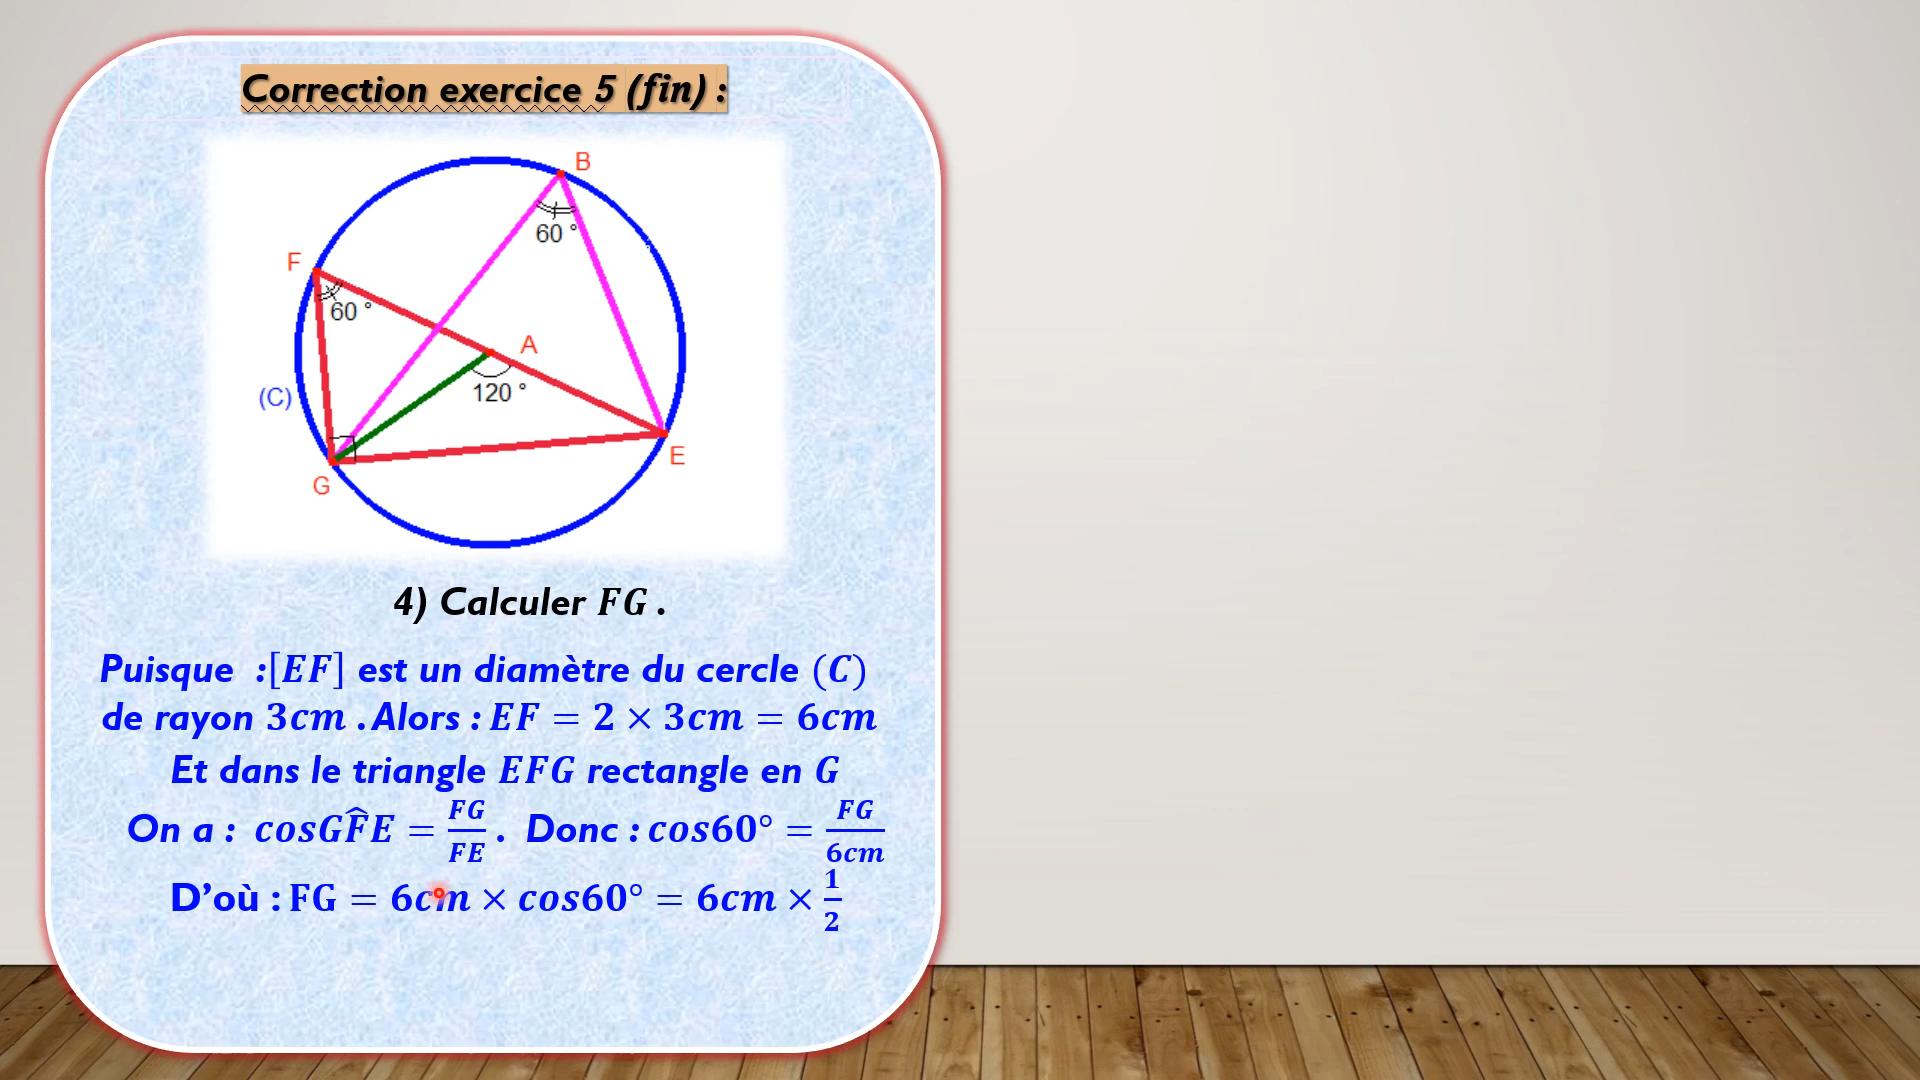 Correction exercice 5 (fin) :
B
60 °
F
60 °
A
(C)
120 °
E
G
4) Calculer FG .
Puisque :[EF] est un diamètre du cercle (C)
de rayon 3cm . Alors : EF = 2 × 3cm = 6cm
Et dans le triangle EFG rectangle en G
On a : cosGF̂E = FG/FE . Donc : cos60° = FG/6cm
D’où : FG = 6cm × cos60° = 6cm × 1/2